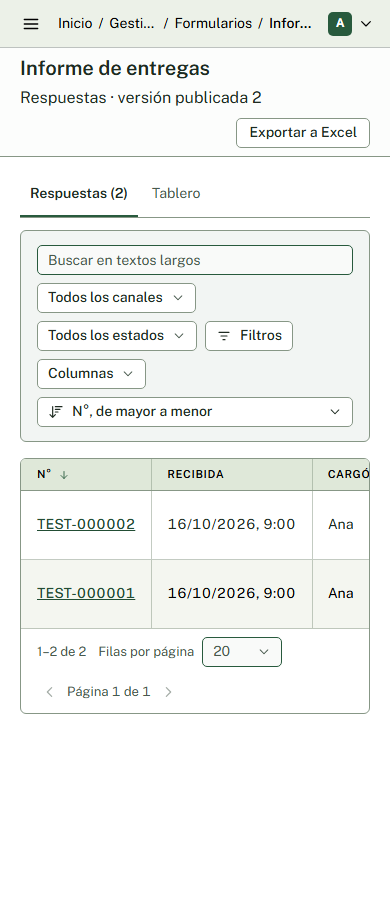 Inicio / Gesti... / Formularios / Infor... A
Informe de entregas
Respuestas · versión publicada 2
Exportar a Excel
Respuestas (2) Tablero
Buscar en textos largos
Todos los canales
Todos los estados Filtros
Columnas
N°, de mayor a menor
N° RECIBIDA CARGÓ
TEST-000002 16/10/2026, 9:00 Ana
TEST-000001 16/10/2026, 9:00 Ana
1–2 de 2 Filas por página 20
Página 1 de 1